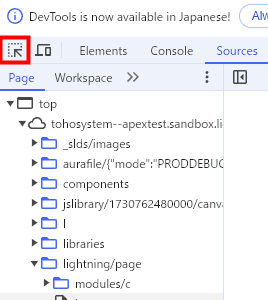 DevTools is now available in Japanese!
Elements Console Sources
Page Workspace
top
tohosystem--apextest.sandbox.li
_slds/images
aurafile/{"mode":"PRODDEBUG
components
jslibrary/1730762480000/canva
l
libraries
lightning/page
modules/c